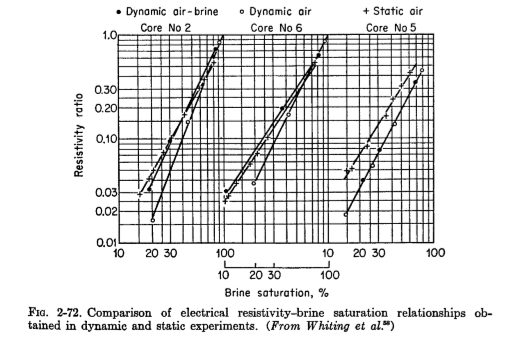 • Dynamic air-brine ◦ Dynamic air + Static air
Core No 2 Core No 6 Core No 5
1.0
0.30
0.20
0.10
0.03
0.02
0.01
Resistivity ratio
10 20 30 100 10 20 30 100
10 20 30 100
Brine saturation, %
FIG. 2-72. Comparison of electrical resistivity–brine saturation relationships ob-
tained in dynamic and static experiments. (From Whiting et al.)